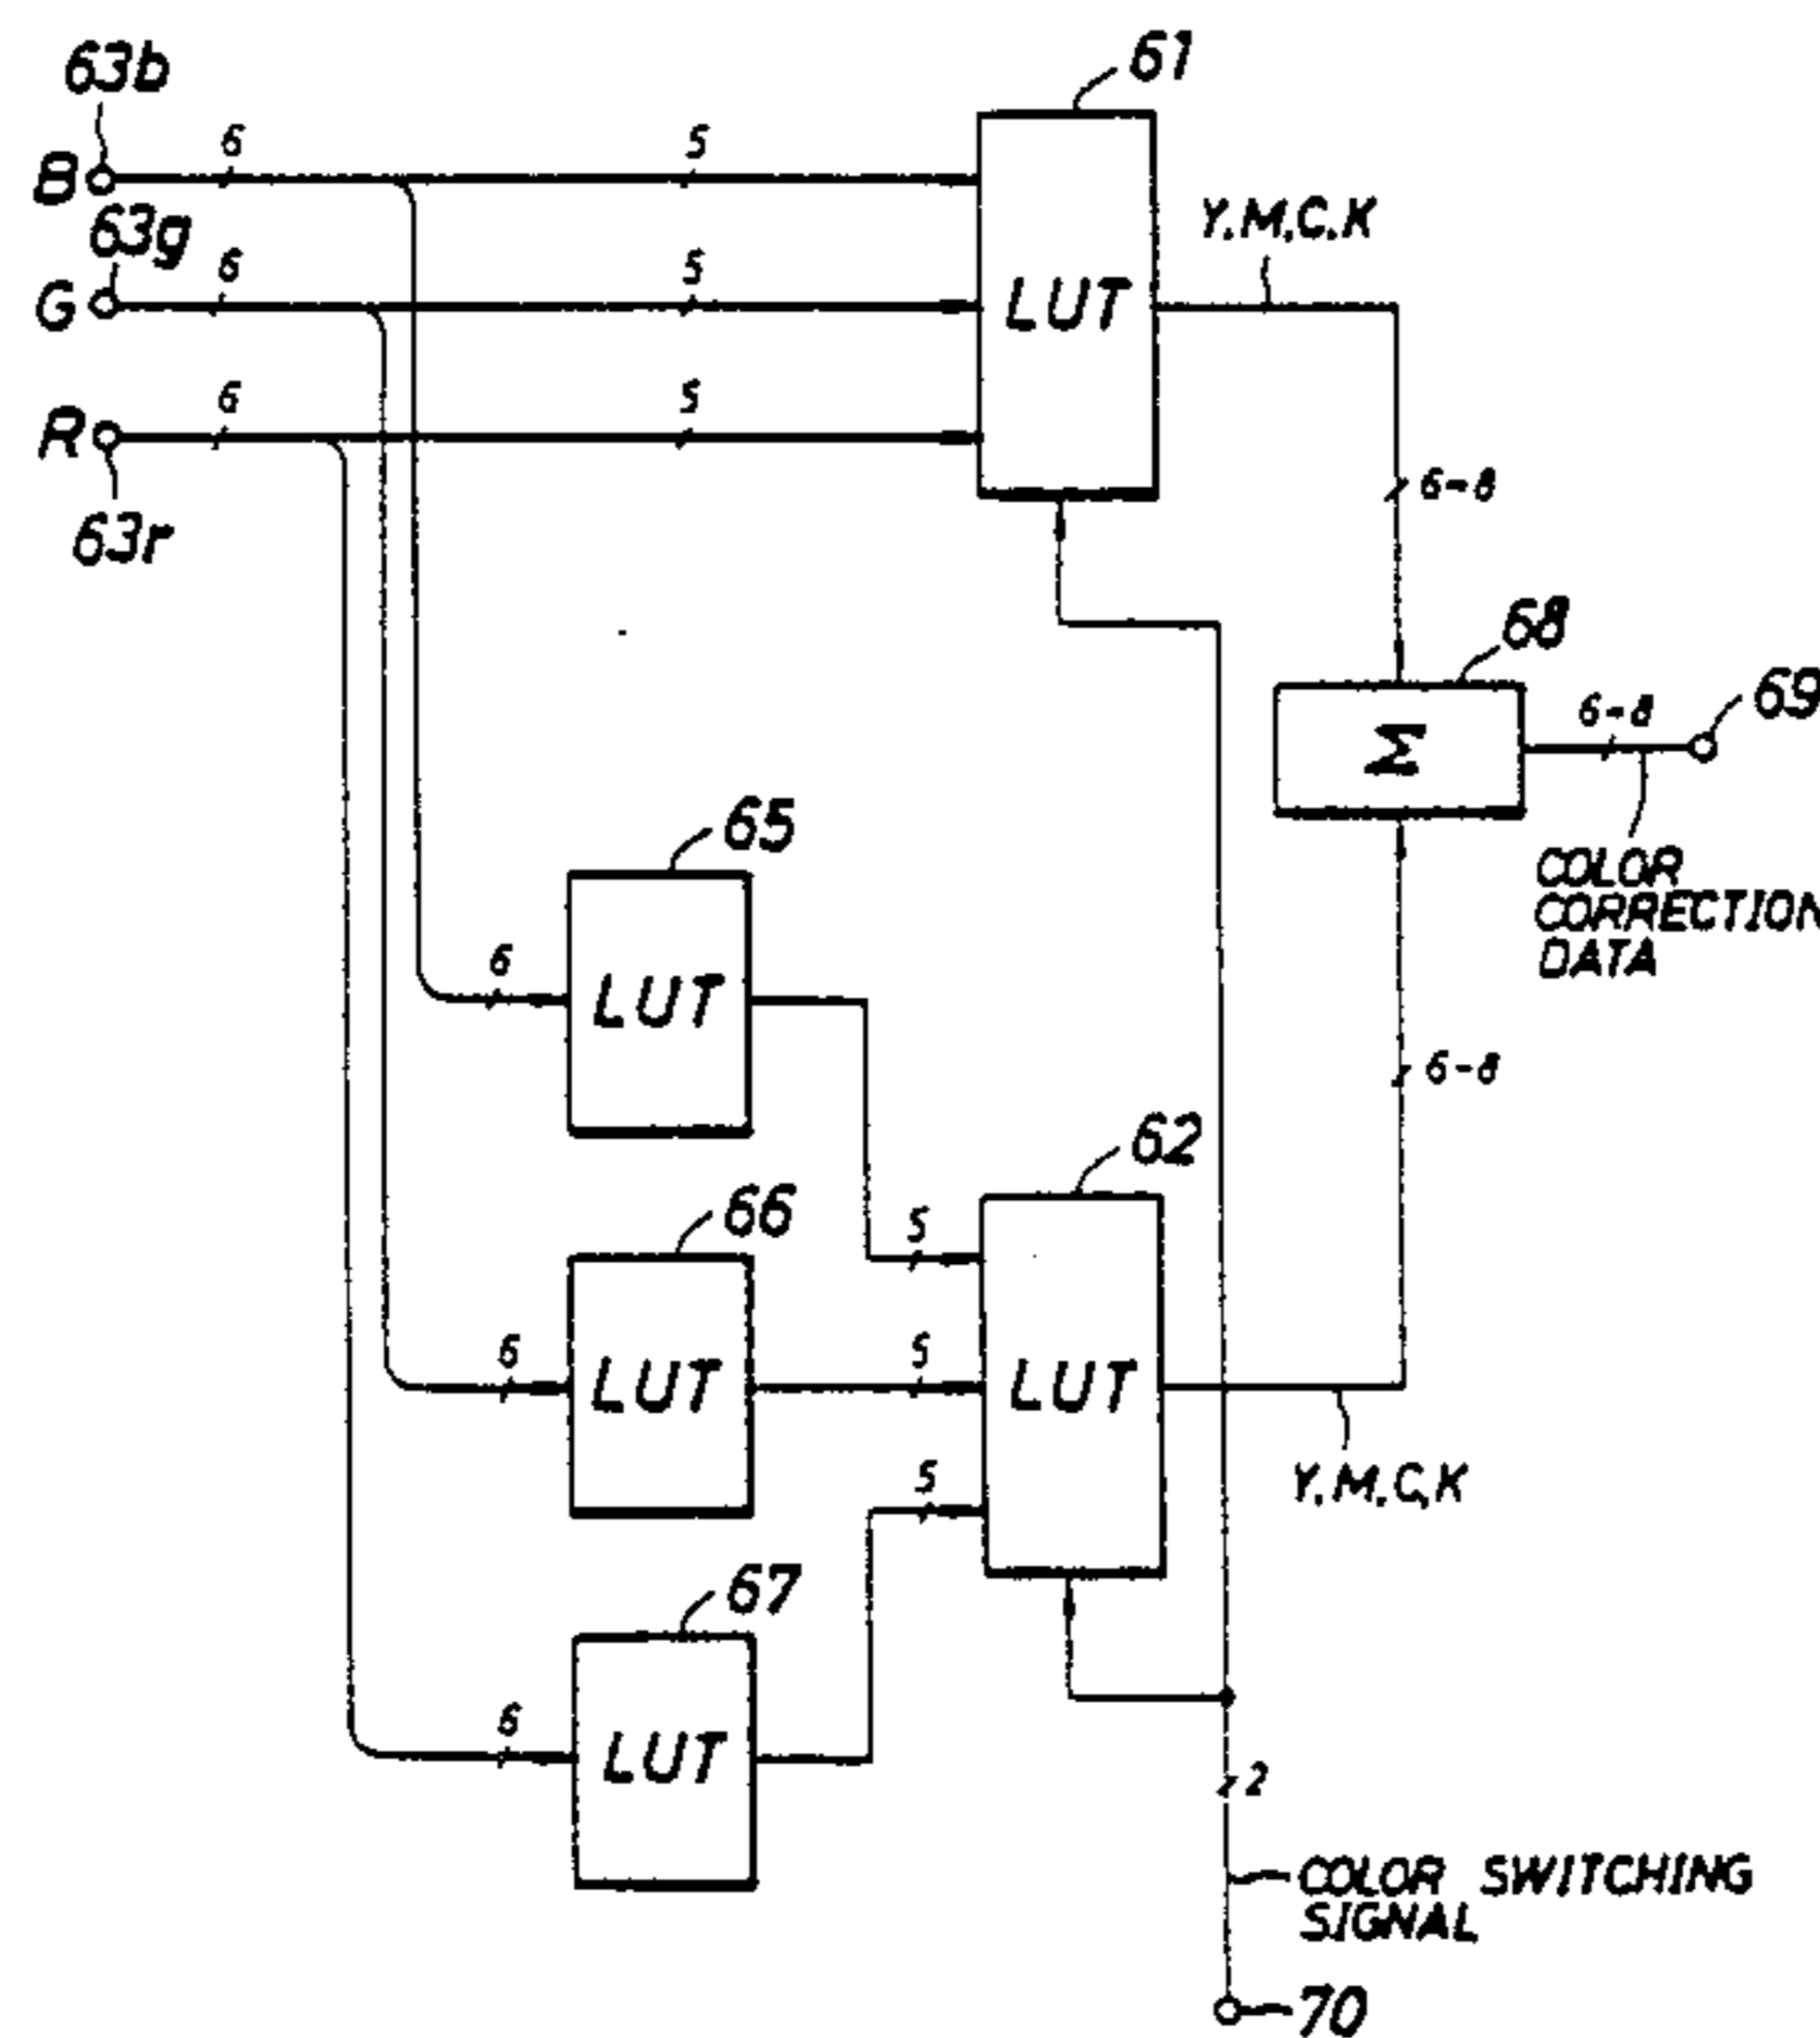 61
63b
6
5
B
63g
Y.M.C.K
6
5
G
LUT
6
5
R
6-8
63r
68
69
6-8
Σ
65
COLOR
CORRECTION
DATA
6
LUT
6-8
62
66
5
6
5
LUT
LUT
5
Y.M.C.K
67
6
LUT
2
COLOR SWITCHING
SIGNAL
70